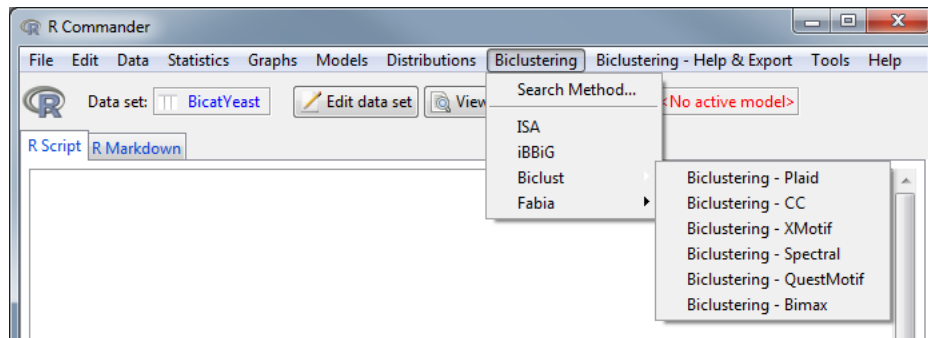 R Commander
File Edit Data Statistics Graphs Models Distributions Biclustering Biclustering - Help & Export Tools Help
R Data set: BicatYeast Edit data set View <No active model>
Search Method...
R Script R Markdown
ISA
iBBiG
Biclust
Fabia
Biclustering - Plaid
Biclustering - CC
Biclustering - XMotif
Biclustering - Spectral
Biclustering - QuestMotif
Biclustering - Bimax